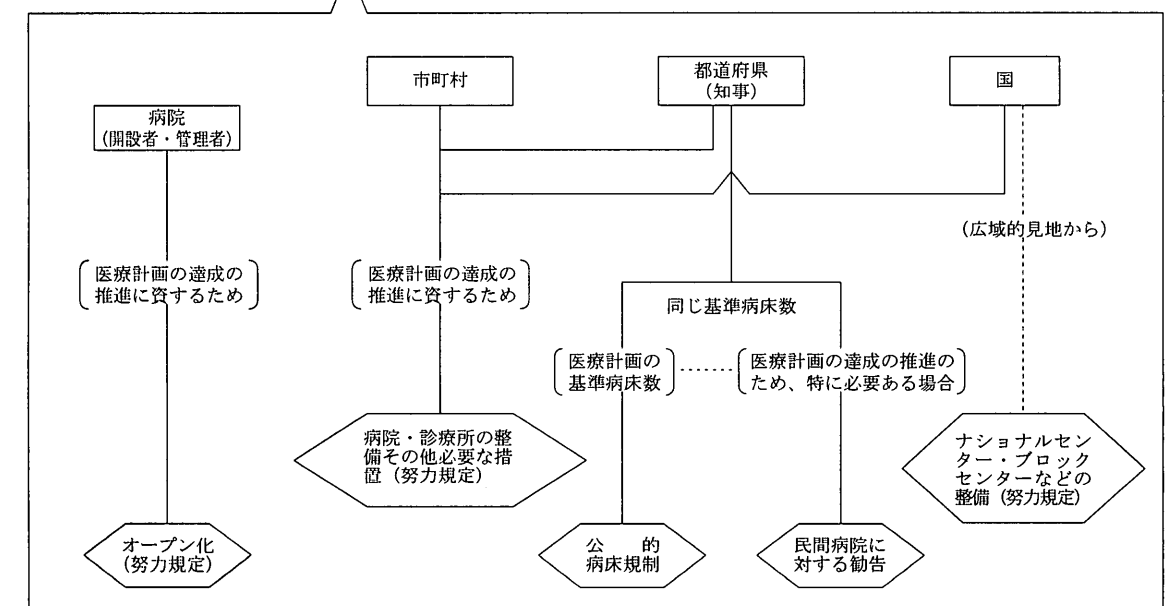 市町村
都道府県
(知事)
国
病院
(開設者・管理者)
(広域的見地から)
医療計画の達成の
推進に資するため
医療計画の達成の
推進に資するため
同じ基準病床数
医療計画の
基準病床数
医療計画の達成の推進の
ため、特に必要ある場合
病院・診療所の整
備その他必要な措
置(努力規定)
ナショナルセン
ター・ブロック
センターなどの
整備(努力規定)
オープン化
(努力規定)
公的
病床規制
民間病院に
対する勧告